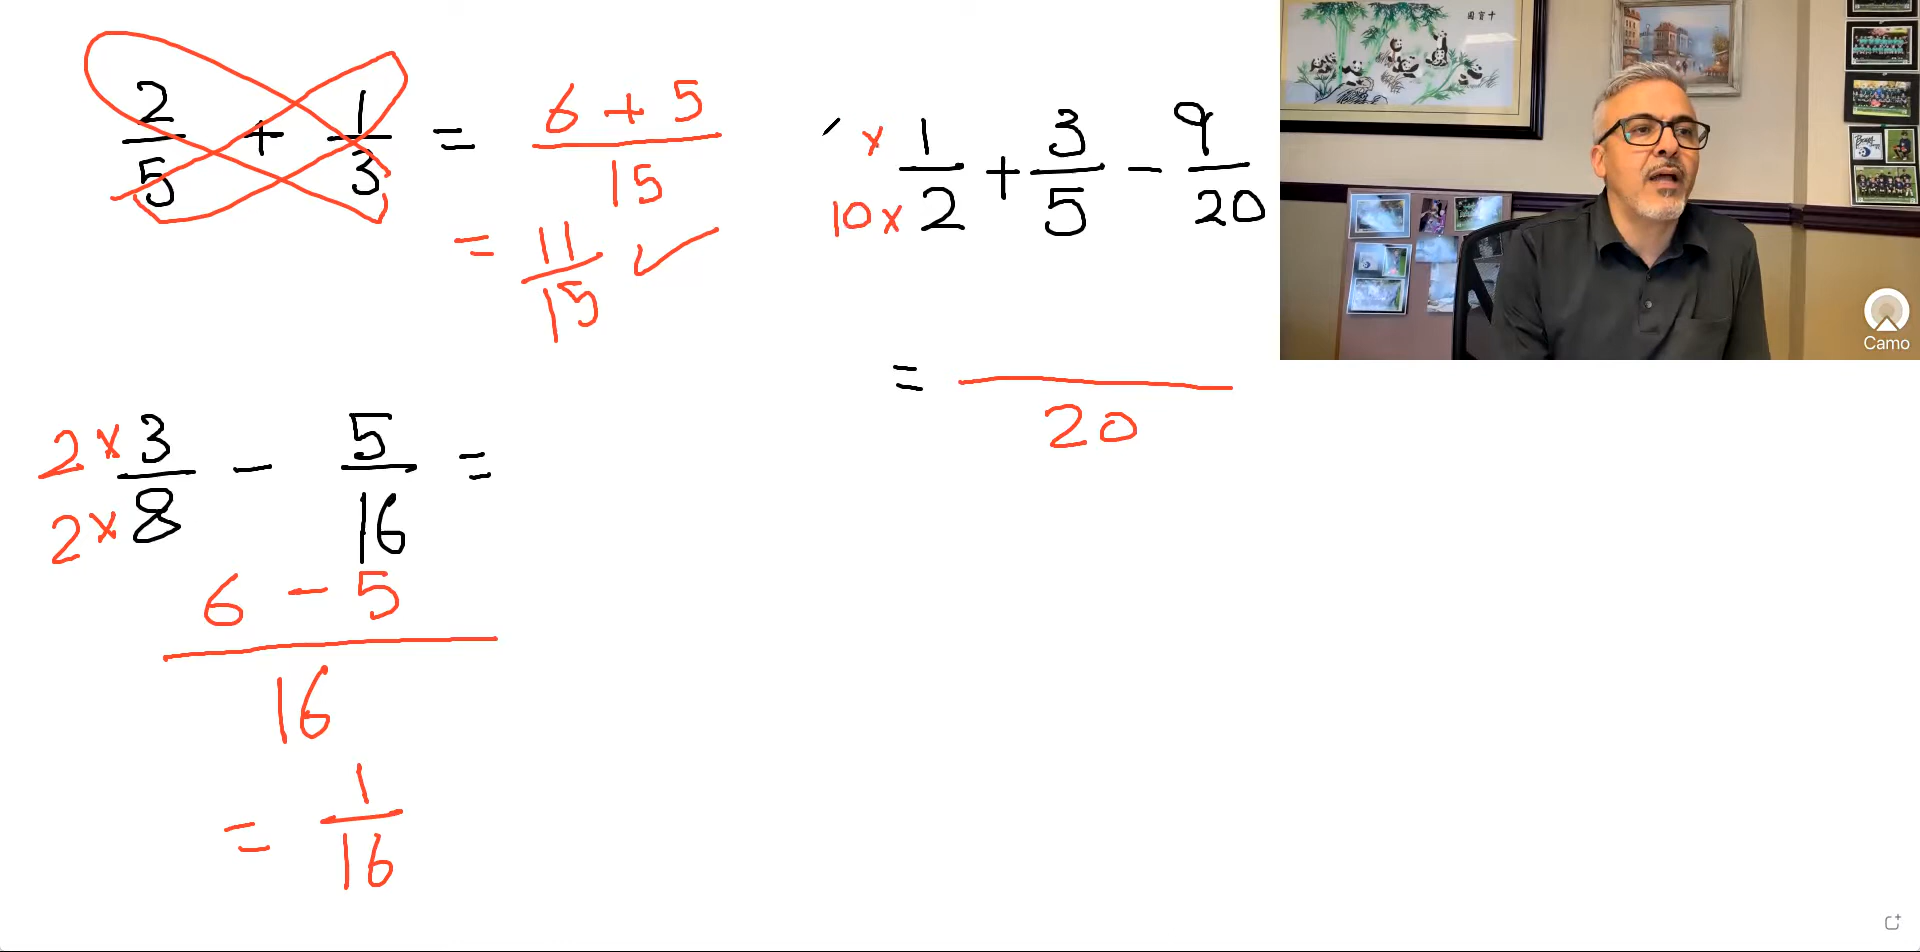 2/5 + 1/3 = (6 + 5)/15
= 11/15 ✓
2 × 3 / 2 × 8 - 5/16 =
(6 - 5)/16
= 1/16
× 1 / 10 × 2 + 3/5 - 9/20
= /20
Camo